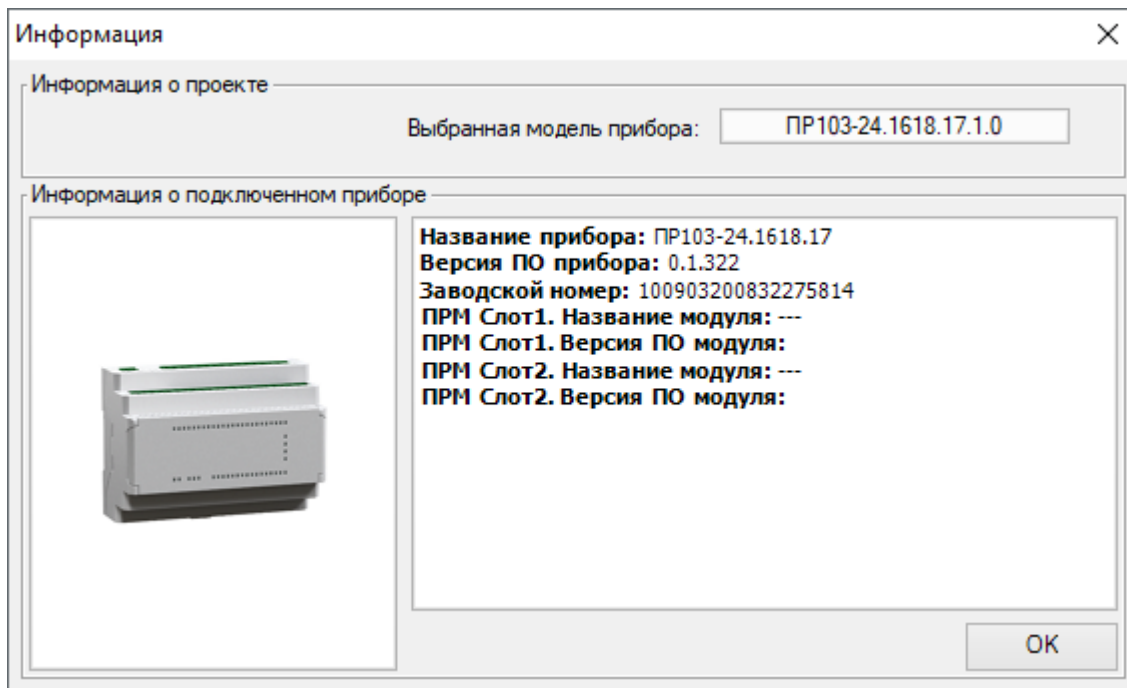 Информация
Информация о проекте
Выбранная модель прибора: ПР103-24.1618.17.1.0
Информация о подключенном приборе
Название прибора: ПР103-24.1618.17
Версия ПО прибора: 0.1.322
Заводской номер: 100903200832275814
ПРМ Слот1. Название модуля: ---
ПРМ Слот1. Версия ПО модуля:
ПРМ Слот2. Название модуля: ---
ПРМ Слот2. Версия ПО модуля:
OK